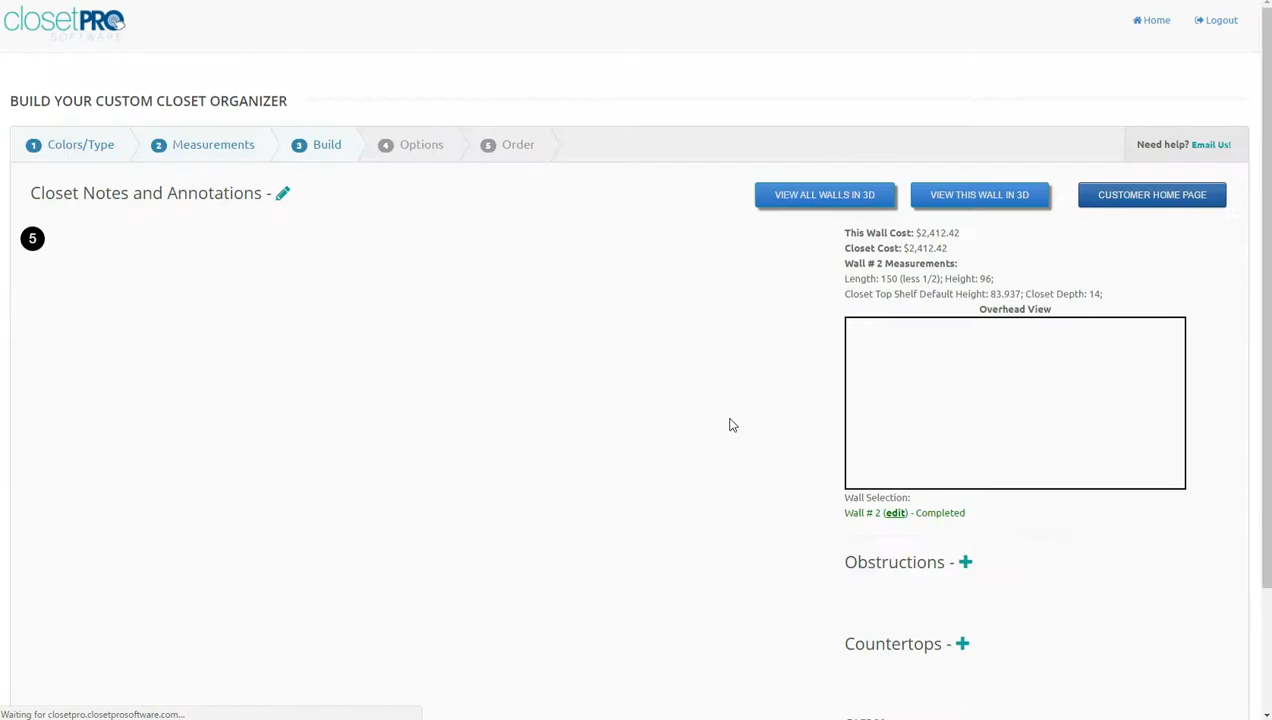 closetPRO
SOFTWARE
Home
Logout
BUILD YOUR CUSTOM CLOSET ORGANIZER
1 Colors/Type
2 Measurements
3 Build
4 Options
5 Order
Need help? Email Us!
Closet Notes and Annotations -
VIEW ALL WALLS IN 3D
VIEW THIS WALL IN 3D
CUSTOMER HOME PAGE
5
This Wall Cost: $2,412.42
Closet Cost: $2,412.42
Wall # 2 Measurements:
Length: 150 (less 1/2); Height: 96;
Closet Top Shelf Default Height: 83.937; Closet Depth: 14;
Overhead View
Wall Selection:
Wall # 2 (edit) - Completed
Obstructions - +
Countertops - +
Waiting for closetpro.closetprosoftware.com...